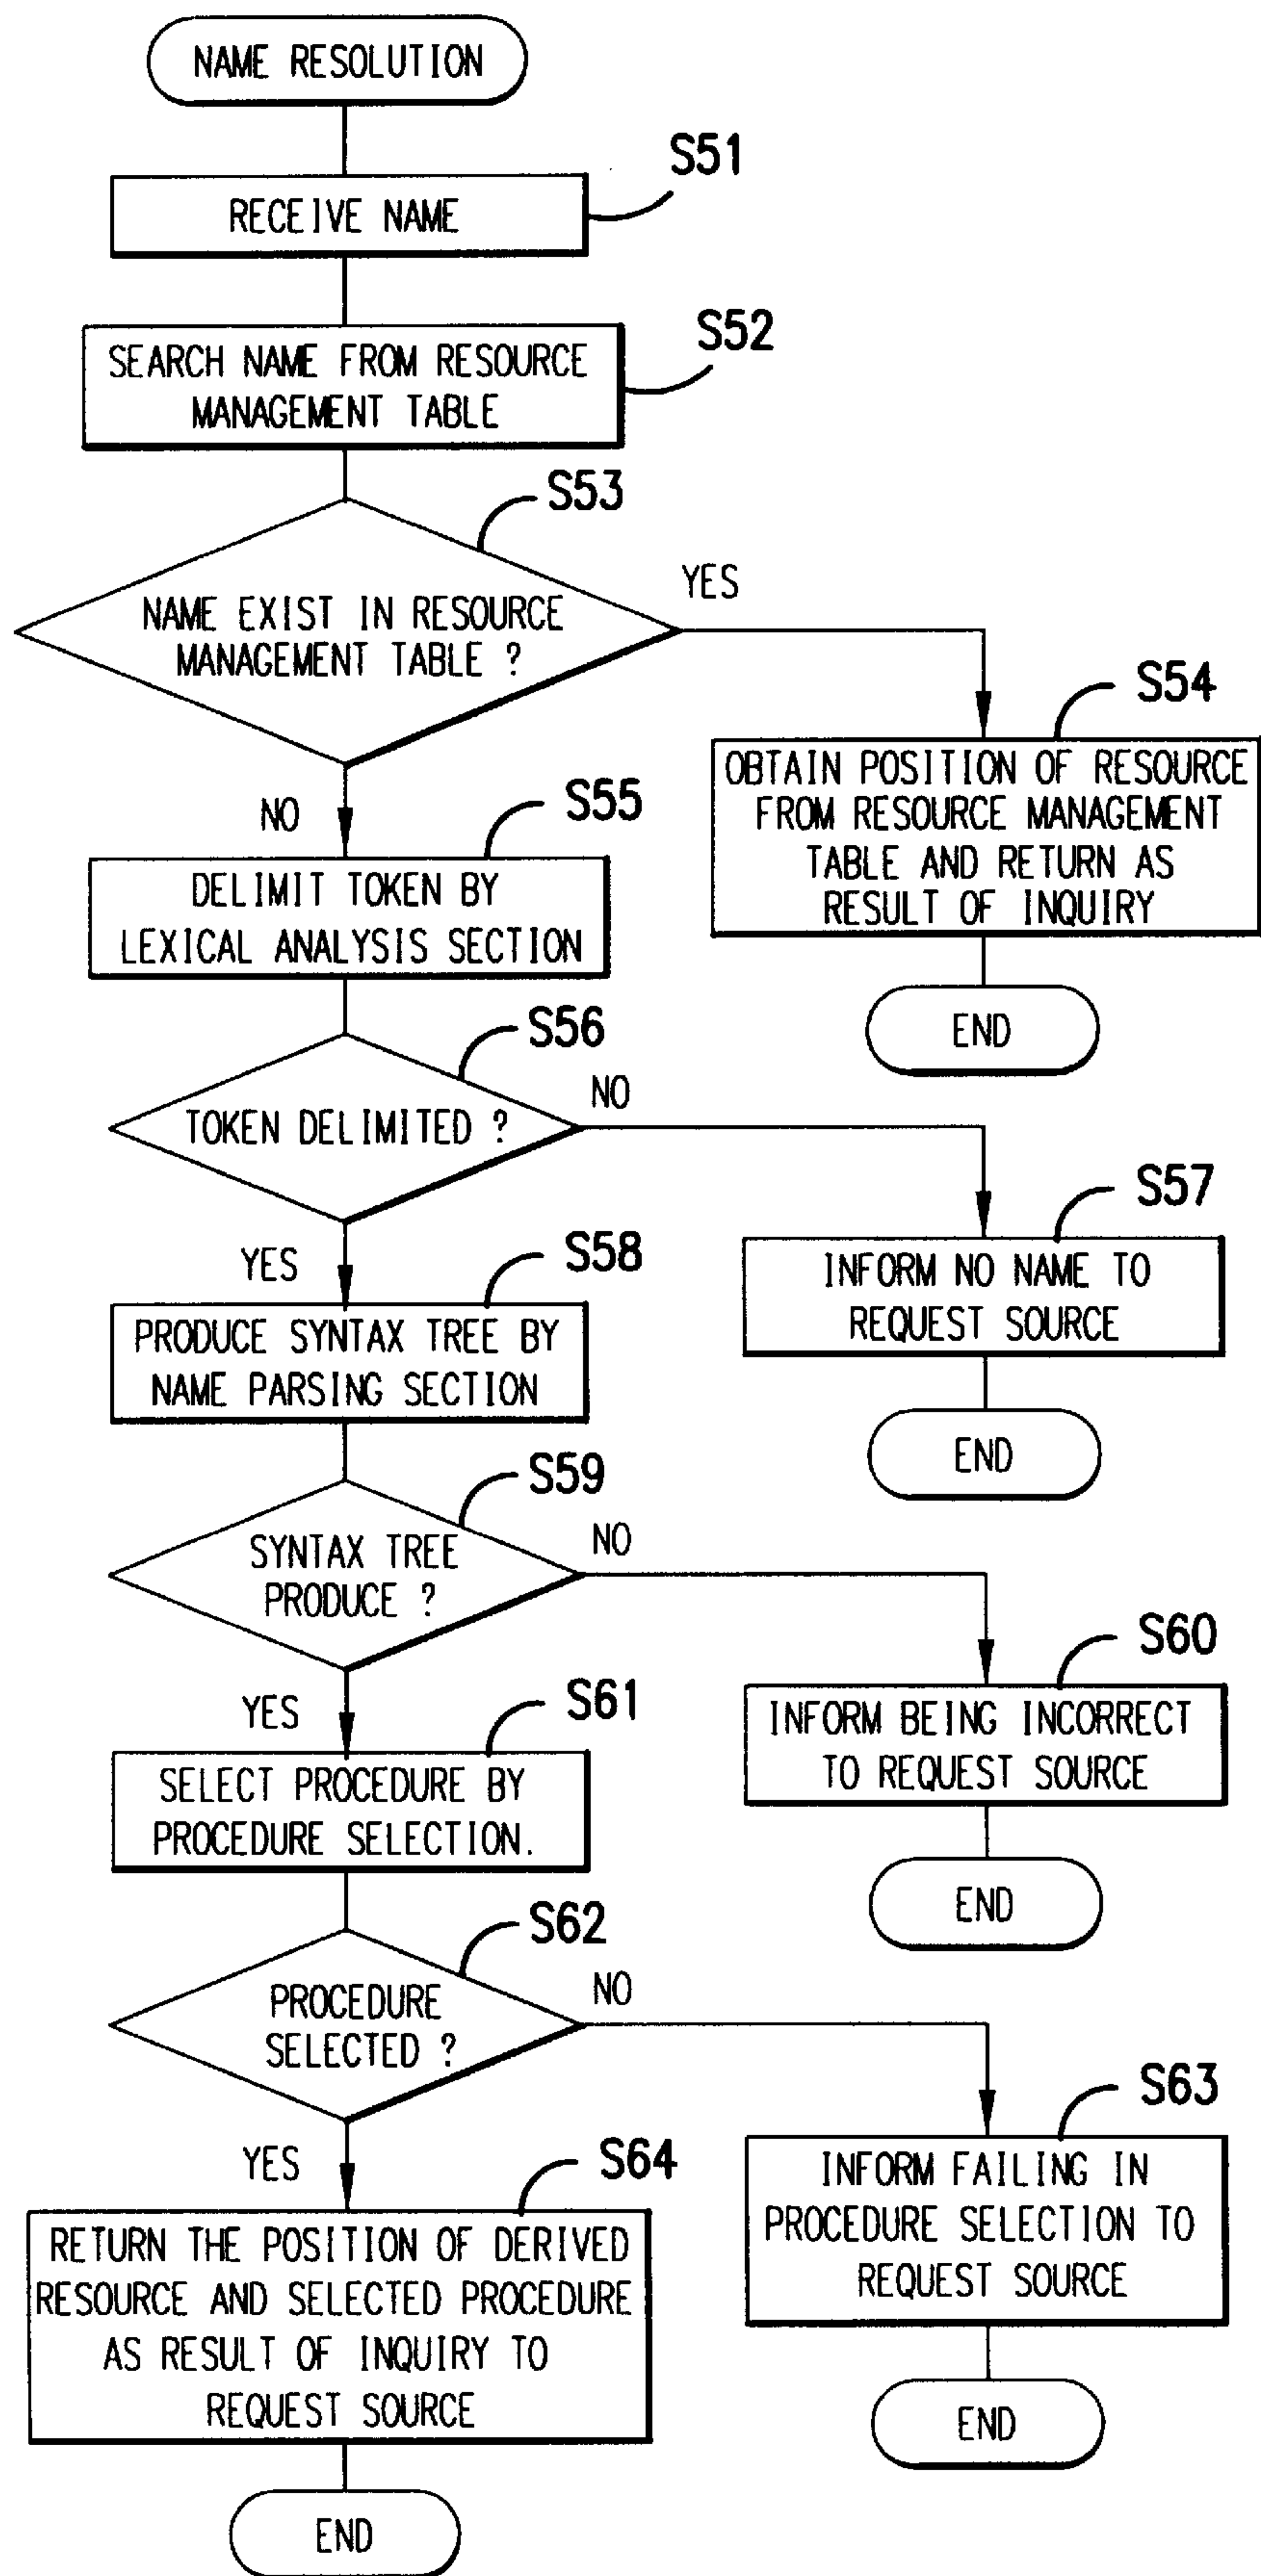 NAME RESOLUTION
S51
RECEIVE NAME
S52
SEARCH NAME FROM RESOURCE
MANAGEMENT TABLE
S53
NAME EXIST IN RESOURCE
MANAGEMENT TABLE ?
YES
S54
OBTAIN POSITION OF RESOURCE
FROM RESOURCE MANAGEMENT
TABLE AND RETURN AS
RESULT OF INQUIRY
END
NO
S55
DELIMIT TOKEN BY
LEXICAL ANALYSIS SECTION
S56
TOKEN DELIMITED ?
NO
S57
INFORM NO NAME TO
REQUEST SOURCE
END
YES
S58
PRODUCE SYNTAX TREE BY
NAME PARSING SECTION
S59
SYNTAX TREE
PRODUCE ?
NO
S60
INFORM BEING INCORRECT
TO REQUEST SOURCE
END
YES
S61
SELECT PROCEDURE BY
PROCEDURE SELECTION.
S62
PROCEDURE
SELECTED ?
NO
S63
INFORM FAILING IN
PROCEDURE SELECTION TO
REQUEST SOURCE
END
YES
S64
RETURN THE POSITION OF DERIVED
RESOURCE AND SELECTED PROCEDURE
AS RESULT OF INQUIRY TO
REQUEST SOURCE
END